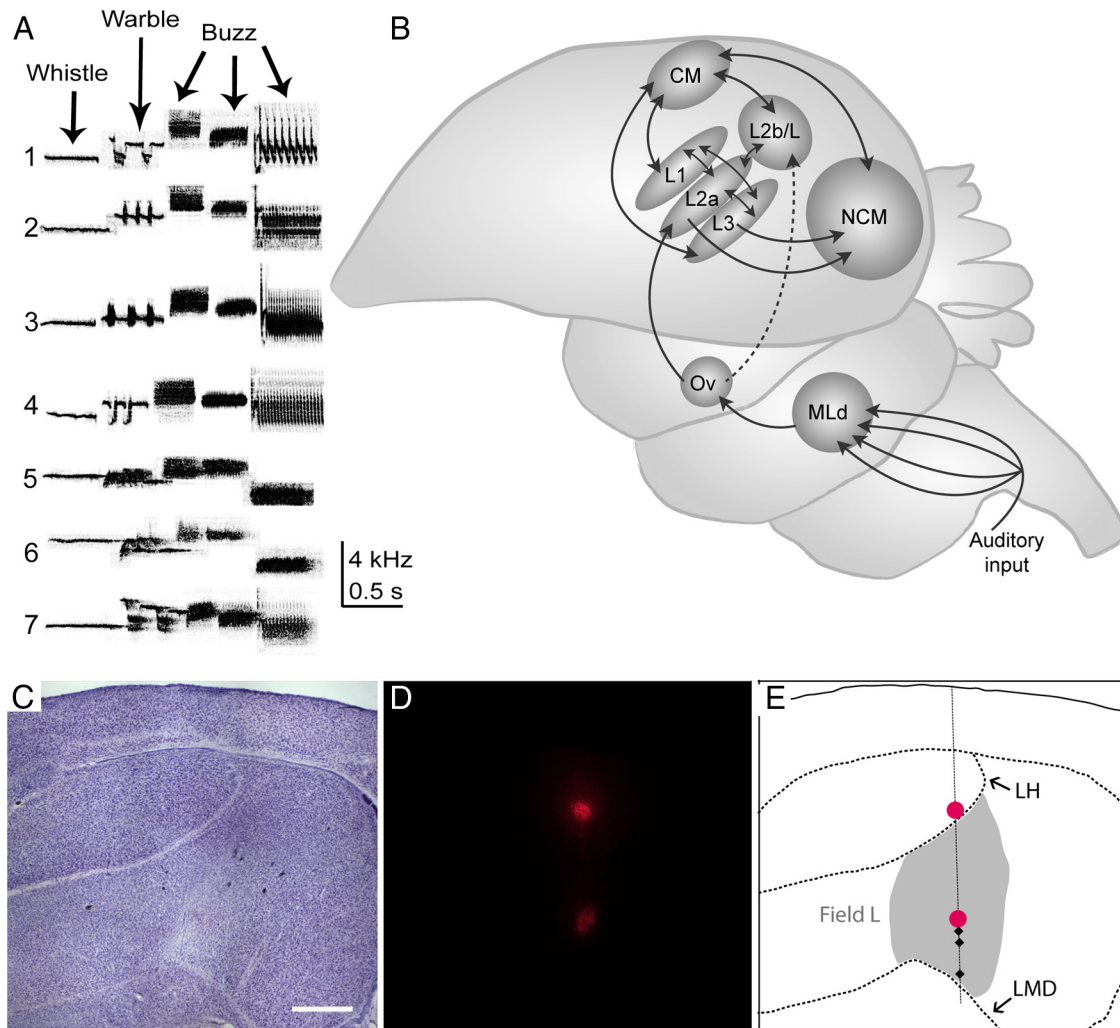 A
Whistle
Warble
Buzz
1
2
3
4
5
6
7
4 kHz
0.5 s
B
CM
L2b/L
L1
L2a
L3
NCM
Ov
MLd
Auditory
input
C
D
E
LH
Field L
LMD